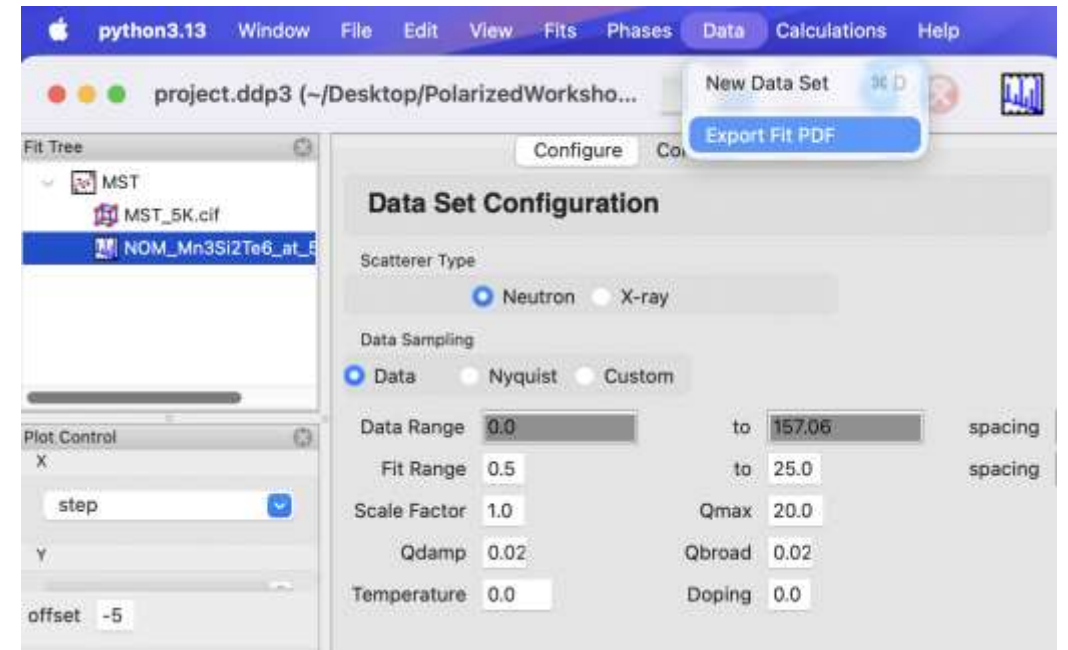 python3.13 Window File Edit View Fits Phases Data Calculations Help
project.ddp3 (~/Desktop/PolarizedWorksho...
New Data Set ⌘ D
Export Fit PDF
Fit Tree
MST
MST_5K.cif
NOM_Mn3Si2Te6_at_5
Configure
Data Set Configuration
Scatterer Type
Neutron X-ray
Data Sampling
Data Nyquist Custom
Data Range 0.0 to 157.06 spacing
Fit Range 0.5 to 25.0 spacing
Scale Factor 1.0 Qmax 20.0
Qdamp 0.02 Qbroad 0.02
Temperature 0.0 Doping 0.0
Plot Control
X
step
Y
offset -5